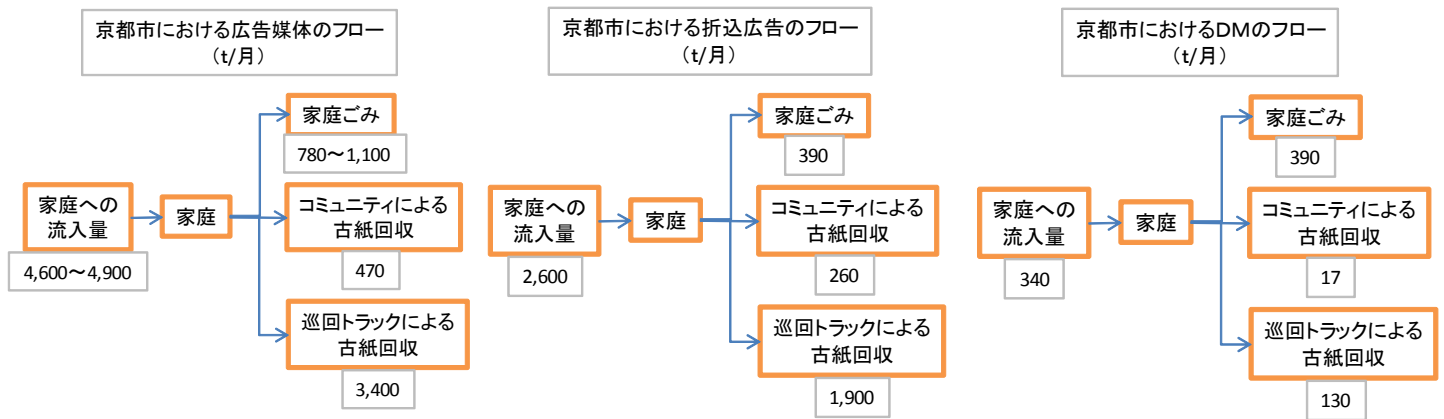 京都市における広告媒体のフロー
(t/月)
家庭ごみ
780～1,100
家庭への
流入量
4,600～4,900
家庭
コミュニティによる
古紙回収
470
巡回トラックによる
古紙回収
3,400
京都市における折込広告のフロー
(t/月)
家庭ごみ
390
家庭への
流入量
2,600
家庭
コミュニティによる
古紙回収
260
巡回トラックによる
古紙回収
1,900
京都市におけるDMのフロー
(t/月)
家庭ごみ
390
家庭への
流入量
340
家庭
コミュニティによる
古紙回収
17
巡回トラックによる
古紙回収
130